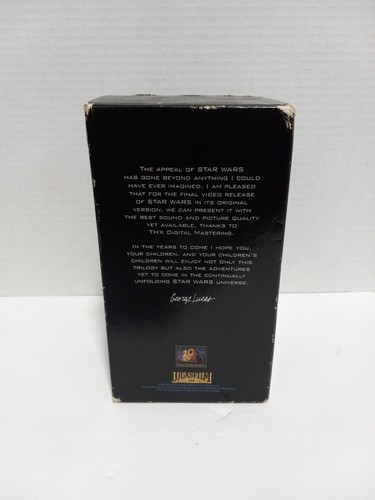 THE APPEAL OF STAR WARS
HAS GONE BEYOND ANYTHING I COULD
HAVE EVER IMAGINED. I AM PLEASED
THAT FOR THE FINAL VIDEO RELEASE
OF STAR WARS IN ITS ORIGINAL
VERSION, WE CAN PRESENT IT WITH
THE BEST SOUND AND PICTURE QUALITY
YET AVAILABLE, THANKS TO
THX DIGITAL MASTERING.
IN THE YEARS TO COME I HOPE YOU,
YOUR CHILDREN, AND YOUR CHILDREN'S
CHILDREN WILL ENJOY NOT ONLY THIS
TRILOGY BUT ALSO THE ADVENTURES
YET TO COME IN THE CONTINUALLY
UNFOLDING STAR WARS UNIVERSE.
George Lucas
20